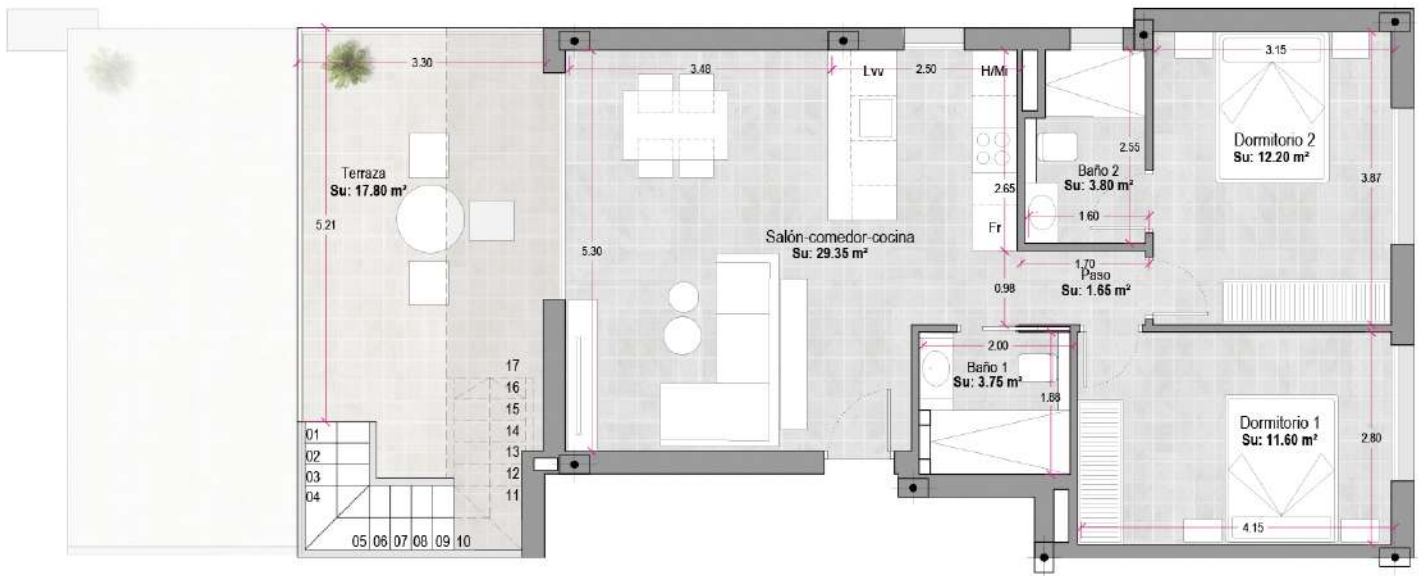 3.30
3.48
Lvv
2.50
H/Mi
3.15
Dormitorio 2
Su: 12.20 m²
2.55
Baño 2
Su: 3.80 m²
3.87
Terraza
Su: 17.80 m²
2.65
1.60
5.21
Fr
Salón-comedor-cocina
Su: 29.35 m²
5.30
1.70
Paso
Su: 1.65 m²
0.98
2.00
Baño 1
Su: 3.75 m²
1.88
17
16
15
14
13
12
11
Dormitorio 1
Su: 11.60 m²
2.80
01
02
03
04
05 06 07 08 09 10
4.15